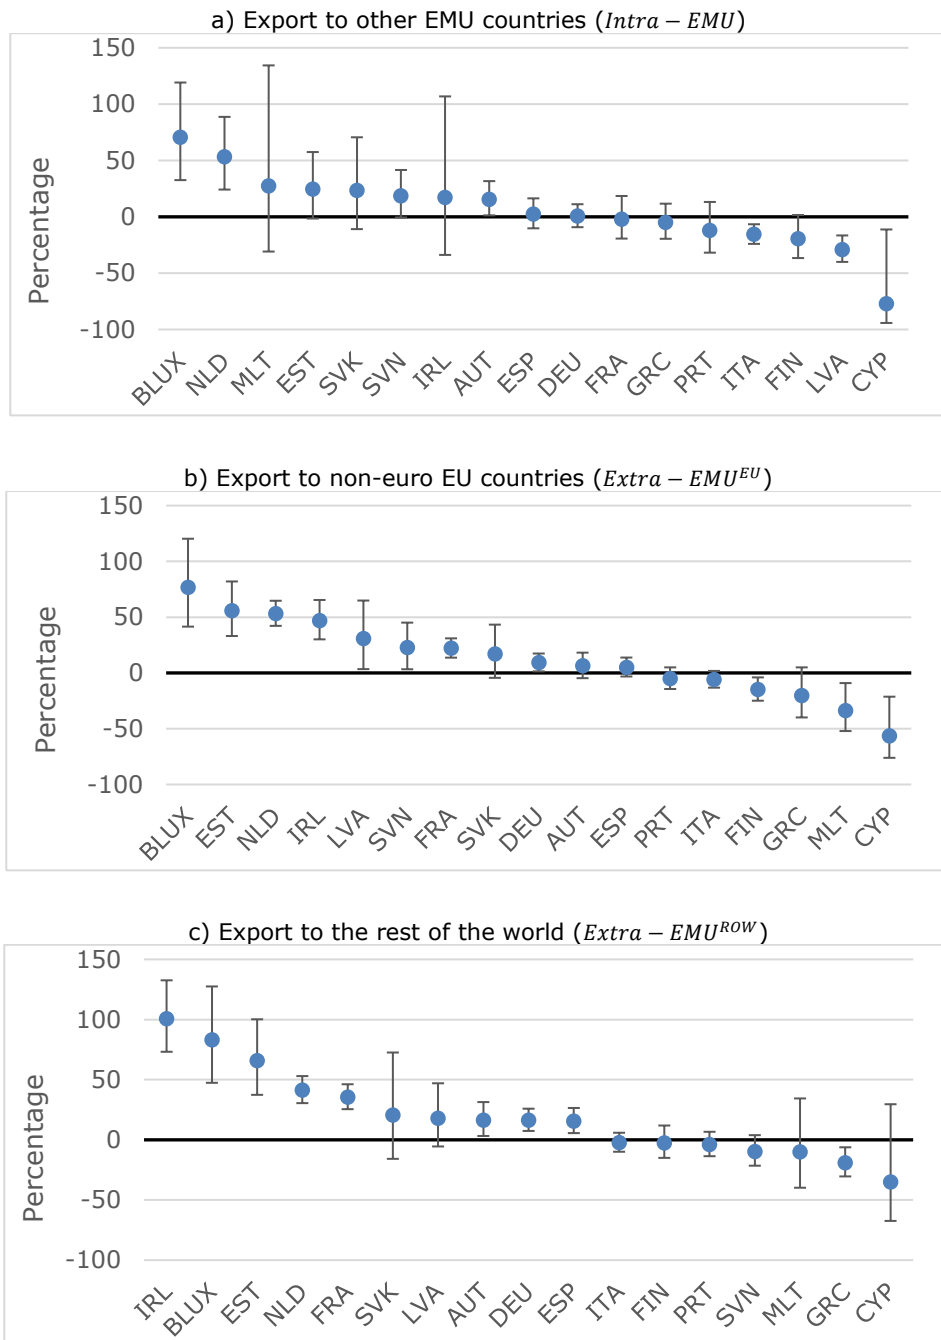 a) Export to other EMU countries (Intra − EMU)
150
100
50
0
-50
-100
Percentage
BLUX NLD MLT EST SVK SVN IRL AUT ESP DEU FRA GRC PRT ITA FIN LVA CYP
b) Export to non-euro EU countries (Extra − EMU^EU)
150
100
50
0
-50
-100
Percentage
BLUX EST NLD IRL LVA SVN FRA SVK DEU AUT ESP PRT ITA FIN GRC MLT CYP
c) Export to the rest of the world (Extra − EMU^ROW)
150
100
50
0
-50
-100
Percentage
IRL BLUX EST NLD FRA SVK LVA AUT DEU ESP ITA FIN PRT SVN MLT GRC CYP